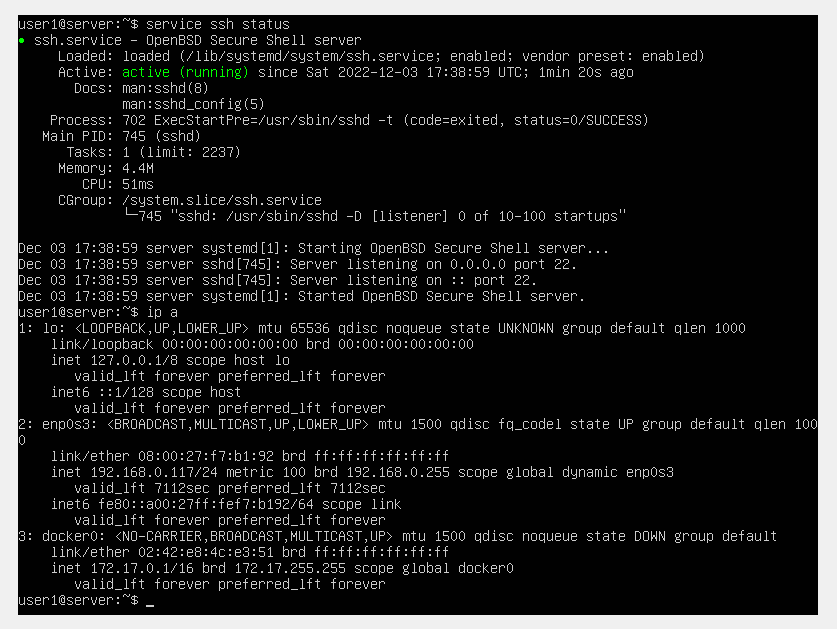 user1@server:~$ service ssh status
● ssh.service - OpenBSD Secure Shell server
     Loaded: loaded (/lib/systemd/system/ssh.service; enabled; vendor preset: enabled)
     Active: active (running) since Sat 2022-12-03 17:38:59 UTC; 1min 20s ago
       Docs: man:sshd(8)
             man:sshd_config(5)
    Process: 702 ExecStartPre=/usr/sbin/sshd -t (code=exited, status=0/SUCCESS)
   Main PID: 745 (sshd)
      Tasks: 1 (limit: 2237)
     Memory: 4.4M
        CPU: 51ms
     CGroup: /system.slice/ssh.service
             └─745 "sshd: /usr/sbin/sshd -D [listener] 0 of 10-100 startups"
Dec 03 17:38:59 server systemd[1]: Starting OpenBSD Secure Shell server...
Dec 03 17:38:59 server sshd[745]: Server listening on 0.0.0.0 port 22.
Dec 03 17:38:59 server sshd[745]: Server listening on :: port 22.
Dec 03 17:38:59 server systemd[1]: Started OpenBSD Secure Shell server.
user1@server:~$ ip a
1: lo: <LOOPBACK,UP,LOWER_UP> mtu 65536 qdisc noqueue state UNKNOWN group default qlen 1000
    link/loopback 00:00:00:00:00:00 brd 00:00:00:00:00:00
    inet 127.0.0.1/8 scope host lo
       valid_lft forever preferred_lft forever
    inet6 ::1/128 scope host
       valid_lft forever preferred_lft forever
2: enp0s3: <BROADCAST,MULTICAST,UP,LOWER_UP> mtu 1500 qdisc fq_codel state UP group default qlen 100
0
    link/ether 08:00:27:f7:b1:92 brd ff:ff:ff:ff:ff:ff
    inet 192.168.0.117/24 metric 100 brd 192.168.0.255 scope global dynamic enp0s3
       valid_lft 7112sec preferred_lft 7112sec
    inet6 fe80::a00:27ff:fef7:b192/64 scope link
       valid_lft forever preferred_lft forever
3: docker0: <NO-CARRIER,BROADCAST,MULTICAST,UP> mtu 1500 qdisc noqueue state DOWN group default
    link/ether 02:42:e8:4c:e3:51 brd ff:ff:ff:ff:ff:ff
    inet 172.17.0.1/16 brd 172.17.255.255 scope global docker0
       valid_lft forever preferred_lft forever
user1@server:~$ _